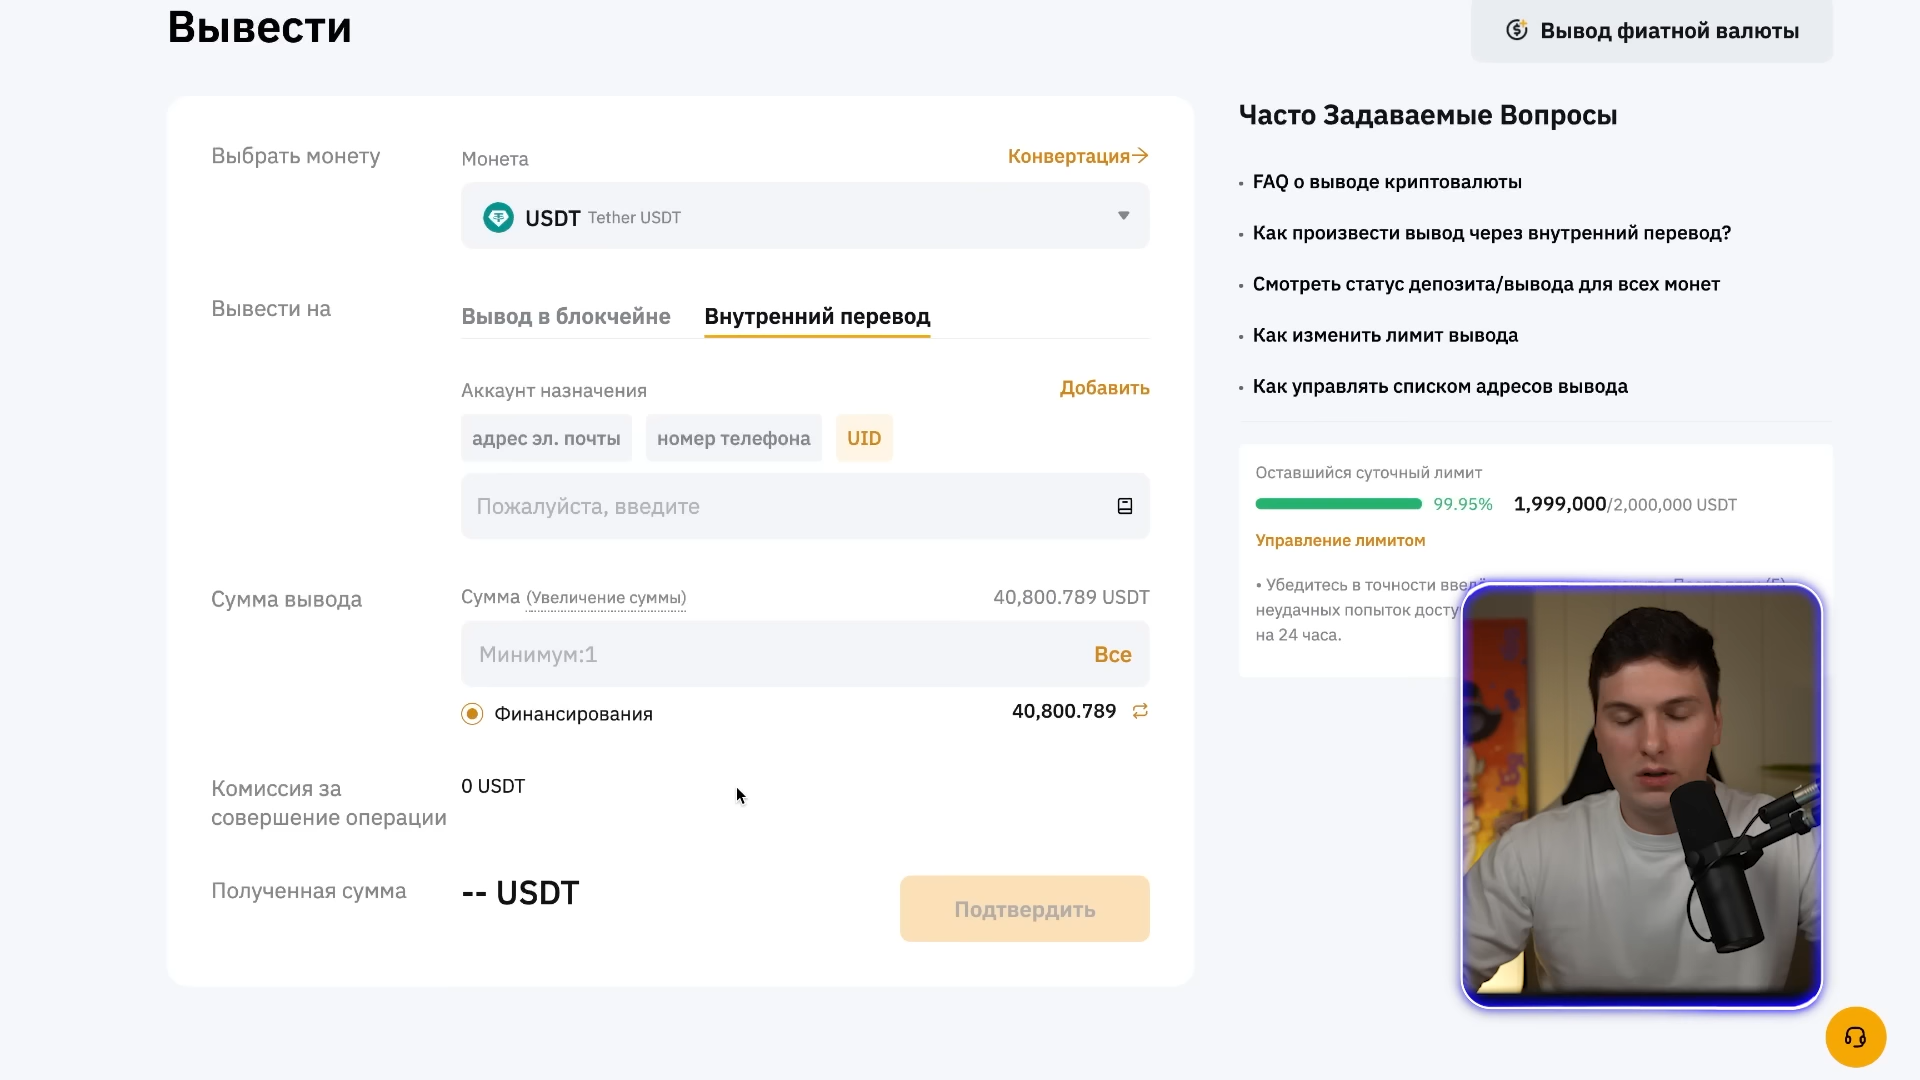 Вывести
Вывод фиатной валюты
Выбрать монету
Монета
Конвертация
USDT Tether USDT
Вывести на
Вывод в блокчейне
Внутренний перевод
Аккаунт назначения
Добавить
адрес эл. почты
номер телефона
UID
Пожалуйста, введите
Сумма вывода
Сумма (Увеличение суммы)
40,800.789 USDT
Минимум:1
Все
Финансирования
40,800.789
Комиссия за
совершение операции
0 USDT
Полученная сумма
-- USDT
Подтвердить
Часто Задаваемые Вопросы
• FAQ о выводе криптовалюты
• Как произвести вывод через внутренний перевод?
• Смотреть статус депозита/вывода для всех монет
• Как изменить лимит вывода
• Как управлять списком адресов вывода
Оставшийся суточный лимит
99.95% 1,999,000/2,000,000 USDT
Управление лимитом
• Убедитесь в точности
неудачных попыток
на 24 часа.